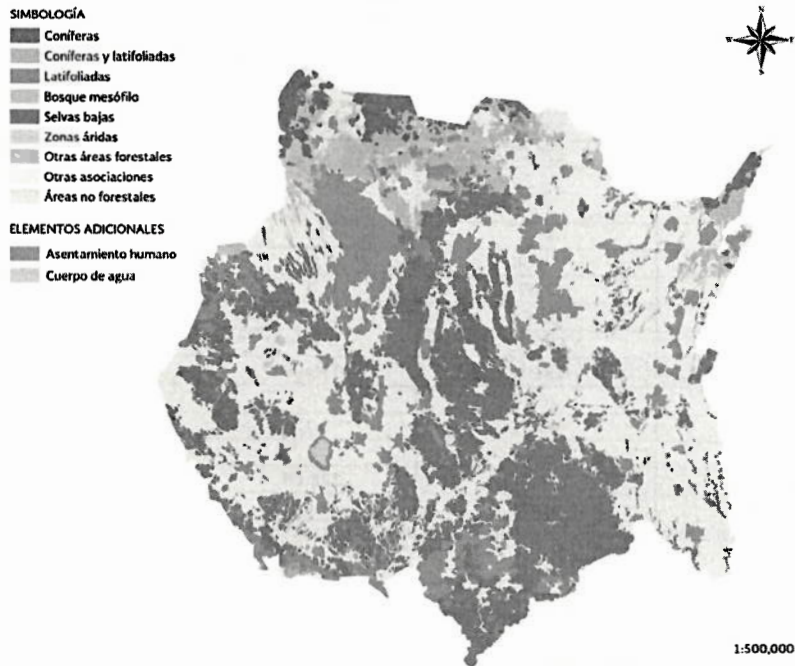 SIMBOLOGÍA
Coníferas
Coníferas y latifoliadas
Latifoliadas
Bosque mesófilo
Selvas bajas
Zonas áridas
Otras áreas forestales
Otras asociaciones
Áreas no forestales
ELEMENTOS ADICIONALES
Asentamiento humano
Cuerpo de agua
N
W
E
S
1:500,000